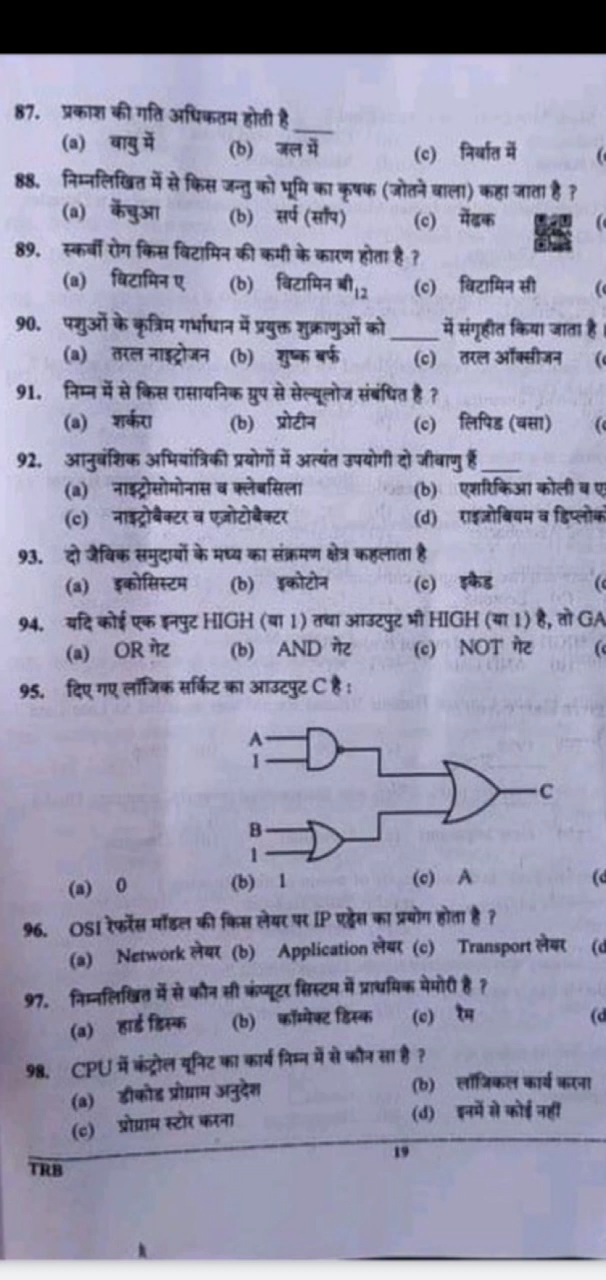 87. प्रकाश की गति अधिकतम होती है ____
(a) वायु में (b) जल में (c) निर्वात में (
88. निम्नलिखित में से किस जन्तु को भूमि का कृषक (जोतने वाला) कहा जाता है ?
(a) केंचुआ (b) सर्प (साँप) (c) मेंढक (
89. स्कर्वी रोग किस विटामिन की कमी के कारण होता है ?
(a) विटामिन ए (b) विटामिन बी₁₂ (c) विटामिन सी (
90. पशुओं के कृत्रिम गर्भाधान में प्रयुक्त शुक्राणुओं को ____ में संगृहीत किया जाता है।
(a) तरल नाइट्रोजन (b) शुष्क बर्फ (c) तरल ऑक्सीजन (
91. निम्न में से किस रासायनिक ग्रुप से सेल्यूलोज संबंधित है ?
(a) शर्करा (b) प्रोटीन (c) लिपिड (वसा) (
92. आनुवंशिक अभियांत्रिकी प्रयोगों में अत्यंत उपयोगी दो जीवाणु हैं ____
(a) नाइट्रोसोमोनास व क्लेबसिला (b) एशरिकिआ कोली व ए
(c) नाइट्रोबैक्टर व एज़ोटोबैक्टर (d) राइज़ोबियम व डिप्लोक
93. दो जैविक समुदायों के मध्य का संक्रमण क्षेत्र कहलाता है
(a) इकोसिस्टम (b) इकोटोन (c) इकैड (
94. यदि कोई एक इनपुट HIGH (या 1) तथा आउटपुट भी HIGH (या 1) है, तो GA
(a) OR गेट (b) AND गेट (c) NOT गेट (
95. दिए गए लॉजिक सर्किट का आउटपुट C है :
A
1
C
B
1
(a) 0 (b) 1 (c) A (d
96. OSI रेफरेंस मॉडल की किस लेयर पर IP एड्रेस का प्रयोग होता है ?
(a) Network लेयर (b) Application लेयर (c) Transport लेयर (d
97. निम्नलिखित में से कौन सी कंप्यूटर सिस्टम में प्राथमिक मेमोरी है ?
(a) हार्ड डिस्क (b) कॉम्पेक्ट डिस्क (c) रैम (d
98. CPU में कंट्रोल यूनिट का कार्य निम्न में से कौन सा है ?
(a) डीकोड प्रोग्राम अनुदेश (b) लॉजिकल कार्य करना
(c) प्रोग्राम स्टोर करना (d) इनमें से कोई नहीं
TRB 19